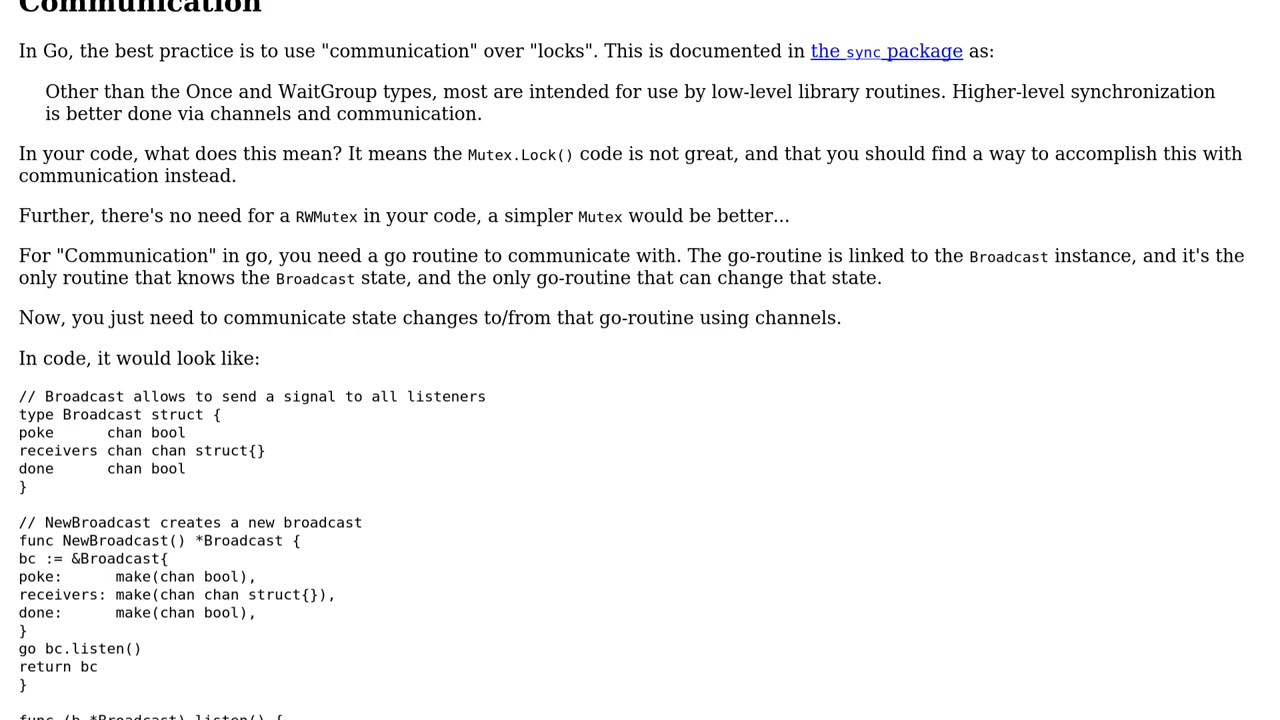 Communication
In Go, the best practice is to use "communication" over "locks". This is documented in the sync package as:
Other than the Once and WaitGroup types, most are intended for use by low-level library routines. Higher-level synchronization
is better done via channels and communication.
In your code, what does this mean? It means the Mutex.Lock() code is not great, and that you should find a way to accomplish this with
communication instead.
Further, there's no need for a RWMutex in your code, a simpler Mutex would be better...
For "Communication" in go, you need a go routine to communicate with. The go-routine is linked to the Broadcast instance, and it's the
only routine that knows the Broadcast state, and the only go-routine that can change that state.
Now, you just need to communicate state changes to/from that go-routine using channels.
In code, it would look like:
// Broadcast allows to send a signal to all listeners
type Broadcast struct {
poke      chan bool
receivers chan chan struct{}
done      chan bool
}
// NewBroadcast creates a new broadcast
func NewBroadcast() *Broadcast {
bc := &Broadcast{
poke:      make(chan bool),
receivers: make(chan chan struct{}),
done:      make(chan bool),
}
go bc.listen()
return bc
}
func (b *Broadcast) listen() {